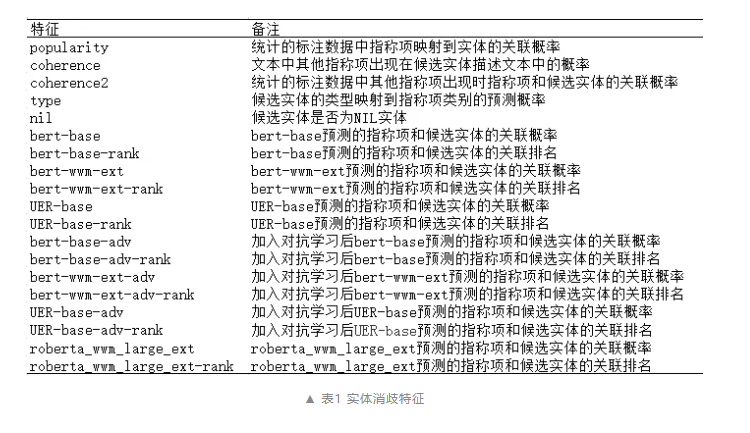 特征 备注
popularity 统计的标注数据中指称项映射到实体的关联概率
coherence 文本中其他指称项出现在候选实体描述文本中的概率
coherence2 统计的标注数据中其他指称项出现时指称项和候选实体的关联概率
type 候选实体的类型映射到指称项类别的预测概率
nil 候选实体是否为NIL实体
bert-base bert-base预测的指称项和候选实体的关联概率
bert-base-rank bert-base预测的指称项和候选实体的关联排名
bert-wwm-ext bert-wwm-ext预测的指称项和候选实体的关联概率
bert-wwm-ext-rank bert-wwm-ext预测的指称项和候选实体的关联排名
UER-base UER-base预测的指称项和候选实体的关联概率
UER-base-rank UER-base预测的指称项和候选实体的关联排名
bert-base-adv 加入对抗学习后bert-base预测的指称项和候选实体的关联概率
bert-base-adv-rank 加入对抗学习后bert-base预测的指称项和候选实体的关联排名
bert-wwm-ext-adv 加入对抗学习后bert-wwm-ext预测的指称项和候选实体的关联概率
bert-wwm-ext-adv-rank 加入对抗学习后bert-wwm-ext预测的指称项和候选实体的关联排名
UER-base-adv 加入对抗学习后UER-base预测的指称项和候选实体的关联概率
UER-base-adv-rank 加入对抗学习后UER-base预测的指称项和候选实体的关联排名
roberta_wwm_large_ext roberta_wwm_large_ext预测的指称项和候选实体的关联概率
roberta_wwm_large_ext-rank roberta_wwm_large_ext预测的指称项和候选实体的关联排名
▲ 表1 实体消歧特征